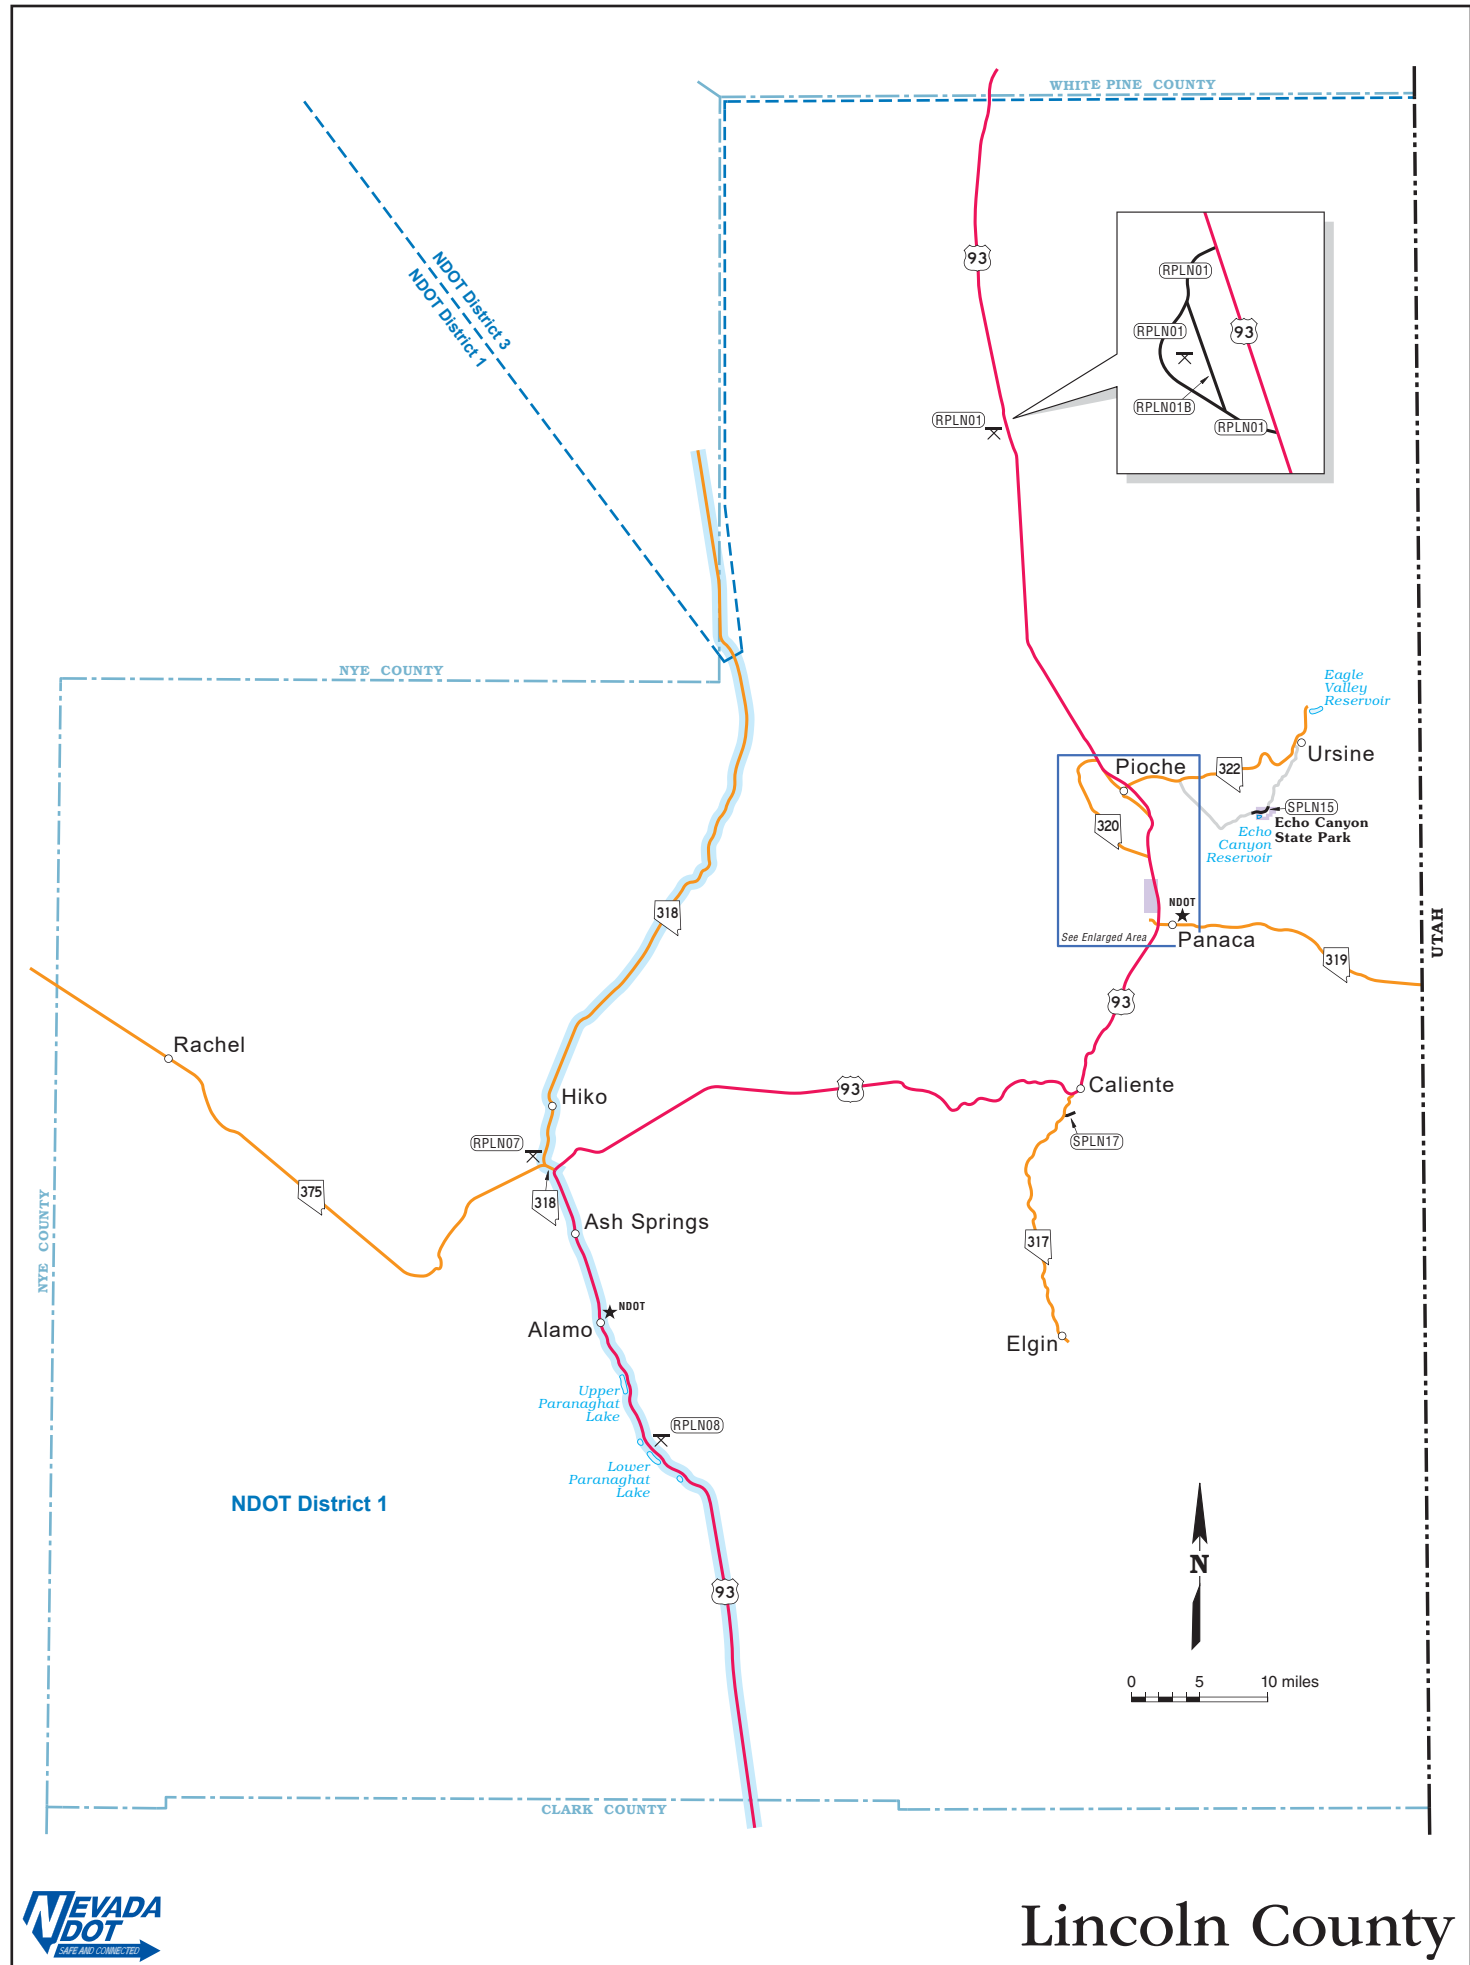 WHITE PINE COUNTY
NDOT District 3
NDOT District 1
93
RPLN01
RPLN01
93
RPLN01B
RPLN01
RPLN01
NYE COUNTY
Eagle
Valley
Reservoir
Ursine
Pioche
322
320
SPLN15
Echo Canyon
State Park
Echo
Canyon
Reservoir
NDOT
See Enlarged Area
Panaca
319
UTAH
318
93
Rachel
Hiko
93
Caliente
RPLN07
SPLN17
375
318
Ash Springs
317
NYE COUNTY
NDOT
Alamo
Elgin
Upper
Paranaghat
Lake
RPLN08
Lower
Paranaghat
Lake
NDOT District 1
93
N
0 5 10 miles
CLARK COUNTY
NEVADA
DOT
SAFE AND CONNECTED
Lincoln County